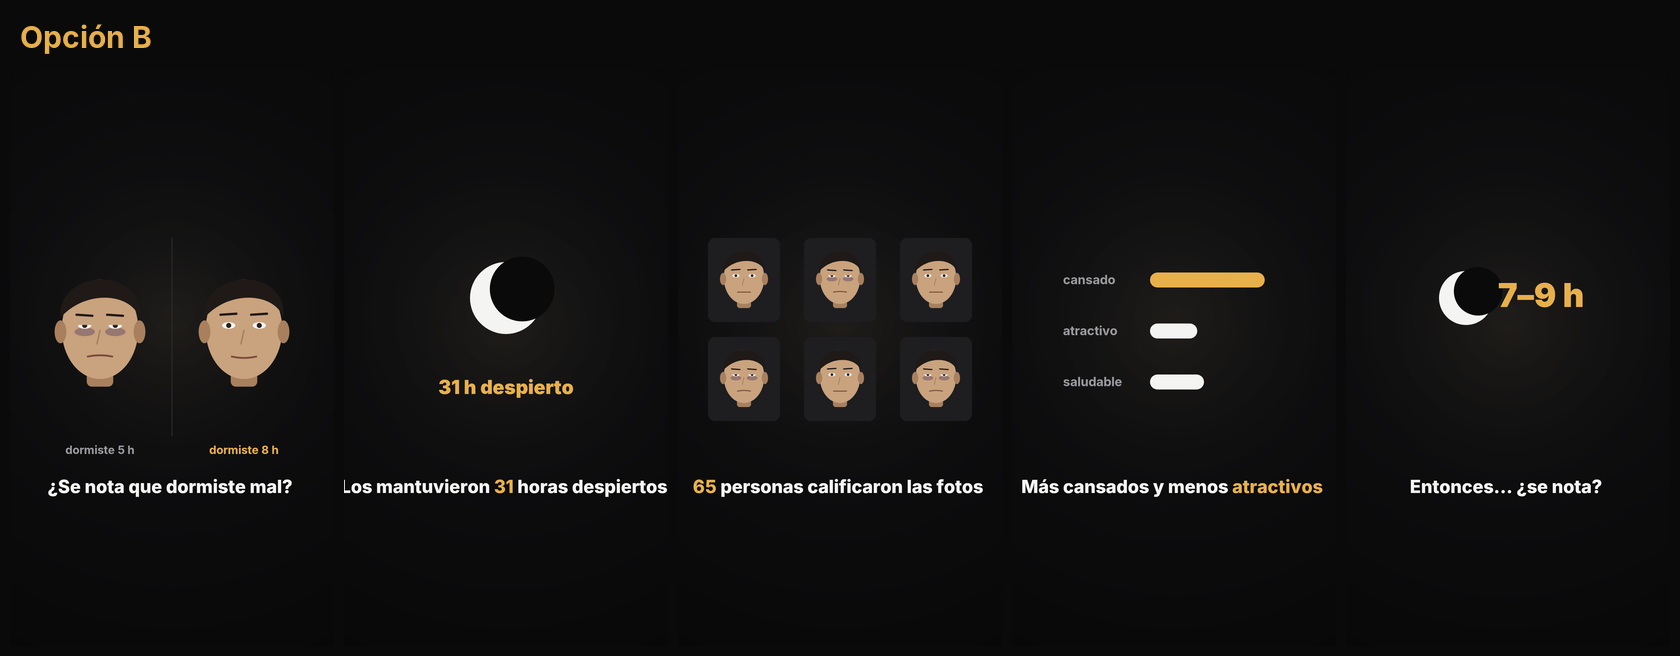 Opción B
dormiste 5 h
dormiste 8 h
¿Se nota que dormiste mal?
31 h despierto
Los mantuvieron 31 horas despiertos
65 personas calificaron las fotos
cansado
atractivo
saludable
Más cansados y menos atractivos
7–9 h
Entonces... ¿se nota?